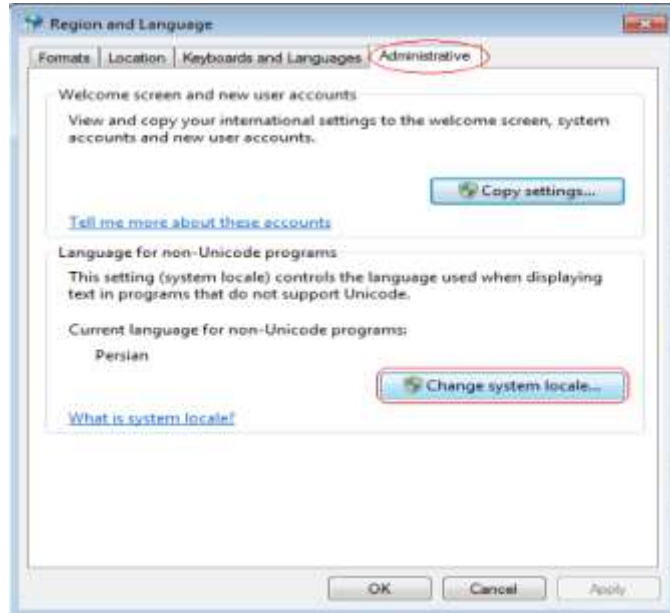 Region and Language
Formats Location Keyboards and Languages Administrative
Welcome screen and new user accounts
View and copy your international settings to the welcome screen, system
accounts and new user accounts.
Copy settings...
Tell me more about these accounts
Language for non-Unicode programs
This setting (system locale) controls the language used when displaying
text in programs that do not support Unicode.
Current language for non-Unicode programs:
Persian
Change system locale...
What is system locale?
OK Cancel Apply